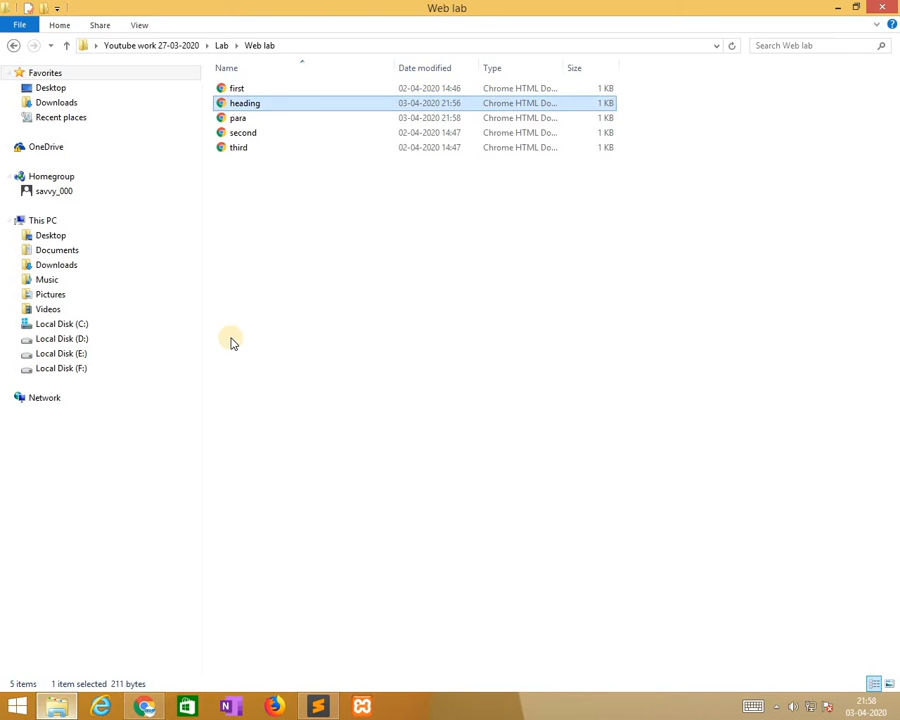 Web lab
File Home Share View
Youtube work 27-03-2020 Lab Web lab Search Web lab
Name Date modified Type Size
Favorites
Desktop
Downloads
Recent places
OneDrive
Homegroup
savvy_000
This PC
Desktop
Documents
Downloads
Music
Pictures
Videos
Local Disk (C:)
Local Disk (D:)
Local Disk (E:)
Local Disk (F:)
Network
first 02-04-2020 14:46 Chrome HTML Do... 1 KB
heading 03-04-2020 21:56 Chrome HTML Do... 1 KB
para 03-04-2020 21:58 Chrome HTML Do... 1 KB
second 02-04-2020 14:47 Chrome HTML Do... 1 KB
third 02-04-2020 14:47 Chrome HTML Do... 1 KB
5 items 1 item selected 211 bytes
21:58
03-04-2020